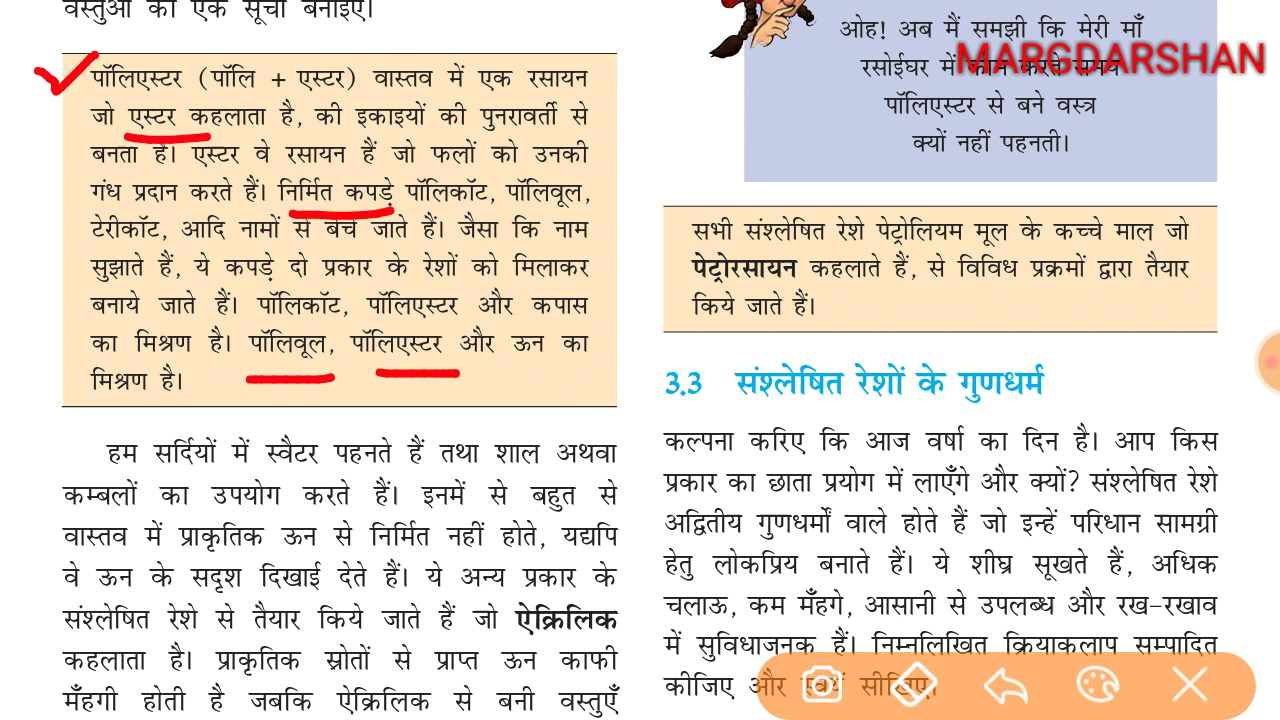 वस्तुओं की एक सूची बनाइए।
पॉलिएस्टर (पॉलि + एस्टर) वास्तव में एक रसायन
जो एस्टर कहलाता है, की इकाइयों की पुनरावर्ती से
बनता है। एस्टर वे रसायन हैं जो फलों को उनकी
गंध प्रदान करते हैं। निर्मित कपड़े पॉलिकॉट, पॉलिवूल,
टेरीकॉट, आदि नामों से बेचे जाते हैं। जैसा कि नाम
सुझाते हैं, ये कपड़े दो प्रकार के रेशों को मिलाकर
बनाये जाते हैं। पॉलिकॉट, पॉलिएस्टर और कपास
का मिश्रण है। पॉलिवूल, पॉलिएस्टर और ऊन का
मिश्रण है।
हम सर्दियों में स्वैटर पहनते हैं तथा शाल अथवा
कम्बलों का उपयोग करते हैं। इनमें से बहुत से
वास्तव में प्राकृतिक ऊन से निर्मित नहीं होते, यद्यपि
वे ऊन के सदृश दिखाई देते हैं। ये अन्य प्रकार के
संश्लेषित रेशे से तैयार किये जाते हैं जो ऐक्रिलिक
कहलाता है। प्राकृतिक स्रोतों से प्राप्त ऊन काफी
मँहगी होती है जबकि ऐक्रिलिक से बनी वस्तुएँ
ओह! अब मैं समझी कि मेरी माँ
रसोईघर में काम करते समय
MARGDARSHAN
पॉलिएस्टर से बने वस्त्र
क्यों नहीं पहनती।
सभी संश्लेषित रेशे पेट्रोलियम मूल के कच्चे माल जो
पेट्रोरसायन कहलाते हैं, से विविध प्रक्रमों द्वारा तैयार
किये जाते हैं।
3.3 संश्लेषित रेशों के गुणधर्म
कल्पना करिए कि आज वर्षा का दिन है। आप किस
प्रकार का छाता प्रयोग में लाएँगे और क्यों? संश्लेषित रेशे
अद्वितीय गुणधर्मों वाले होते हैं जो इन्हें परिधान सामग्री
हेतु लोकप्रिय बनाते हैं। ये शीघ्र सूखते हैं, अधिक
चलाऊ, कम मँहगे, आसानी से उपलब्ध और रख-रखाव
में सुविधाजनक हैं। निम्नलिखित क्रियाकलाप सम्पादित
कीजिए और स्वयं सीखिए।